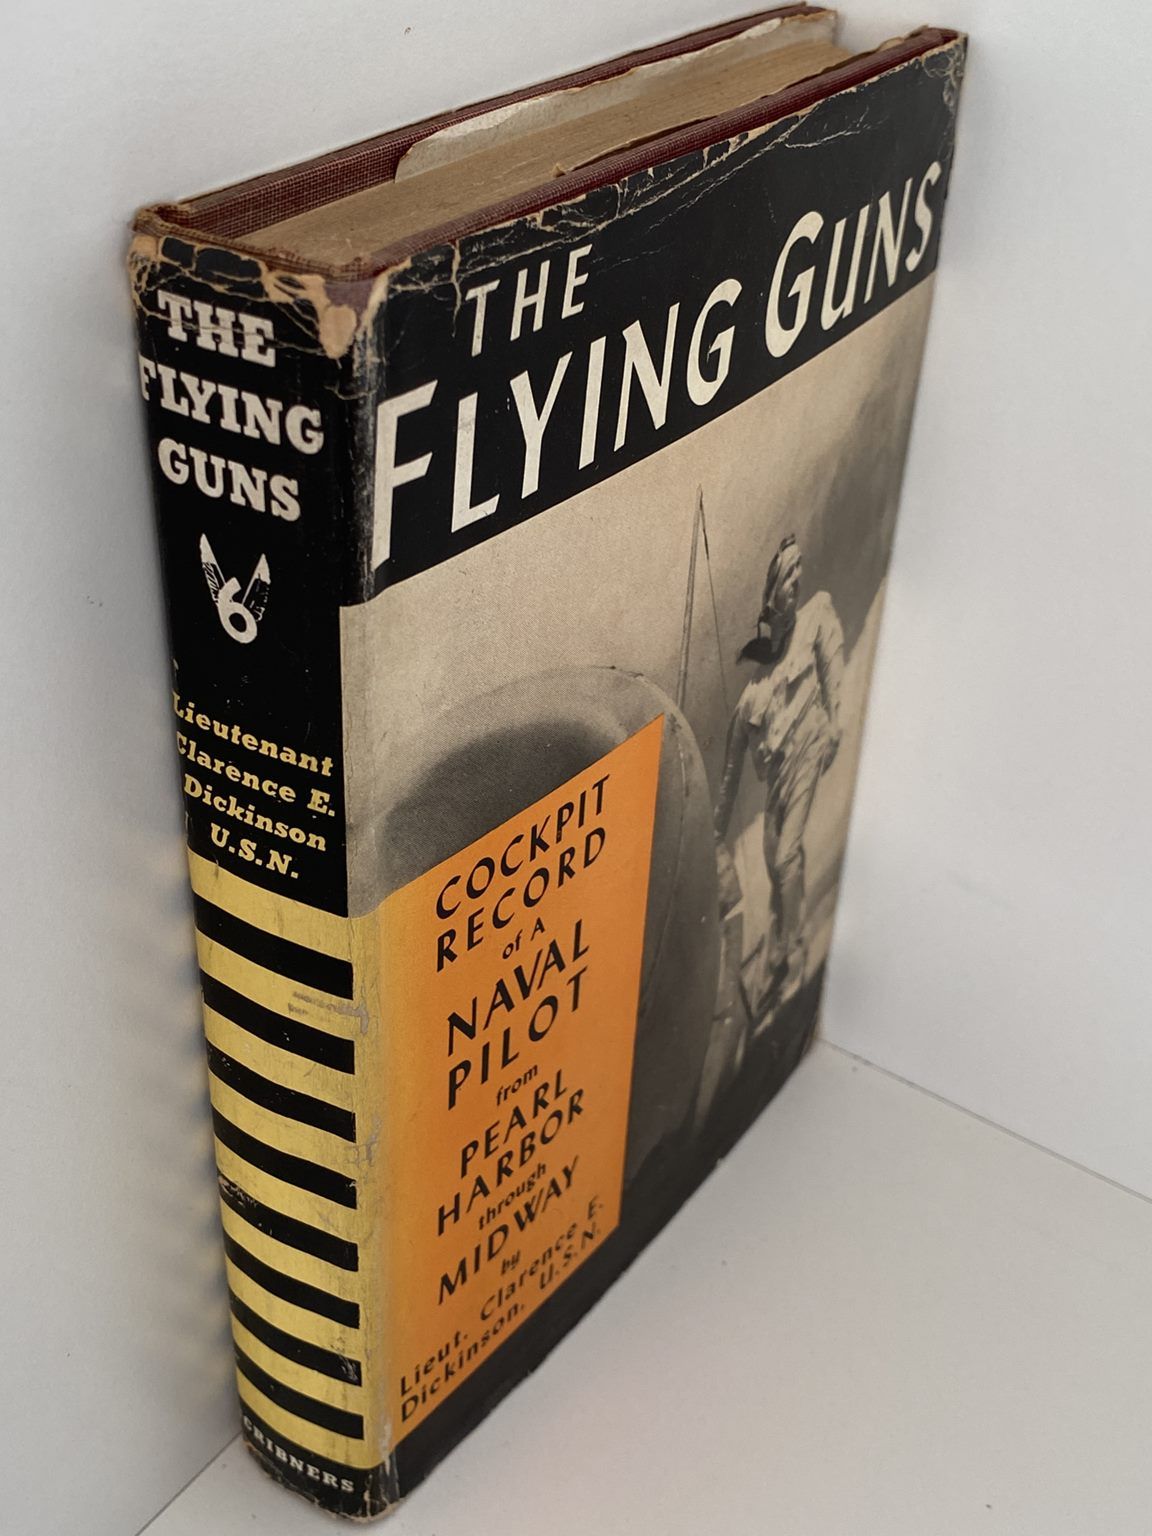 THE
FLYING
GUNS
6
Lieutenant
Clarence E.
Dickinson
U.S.N.
SCRIBNERS
THE
FLYING GUNS
COCKPIT
RECORD
of A
NAVAL
PILOT
from
PEARL
HARBOR
through
MIDWAY
by
Lieut. Clarence E.
Dickinson, U.S.N.